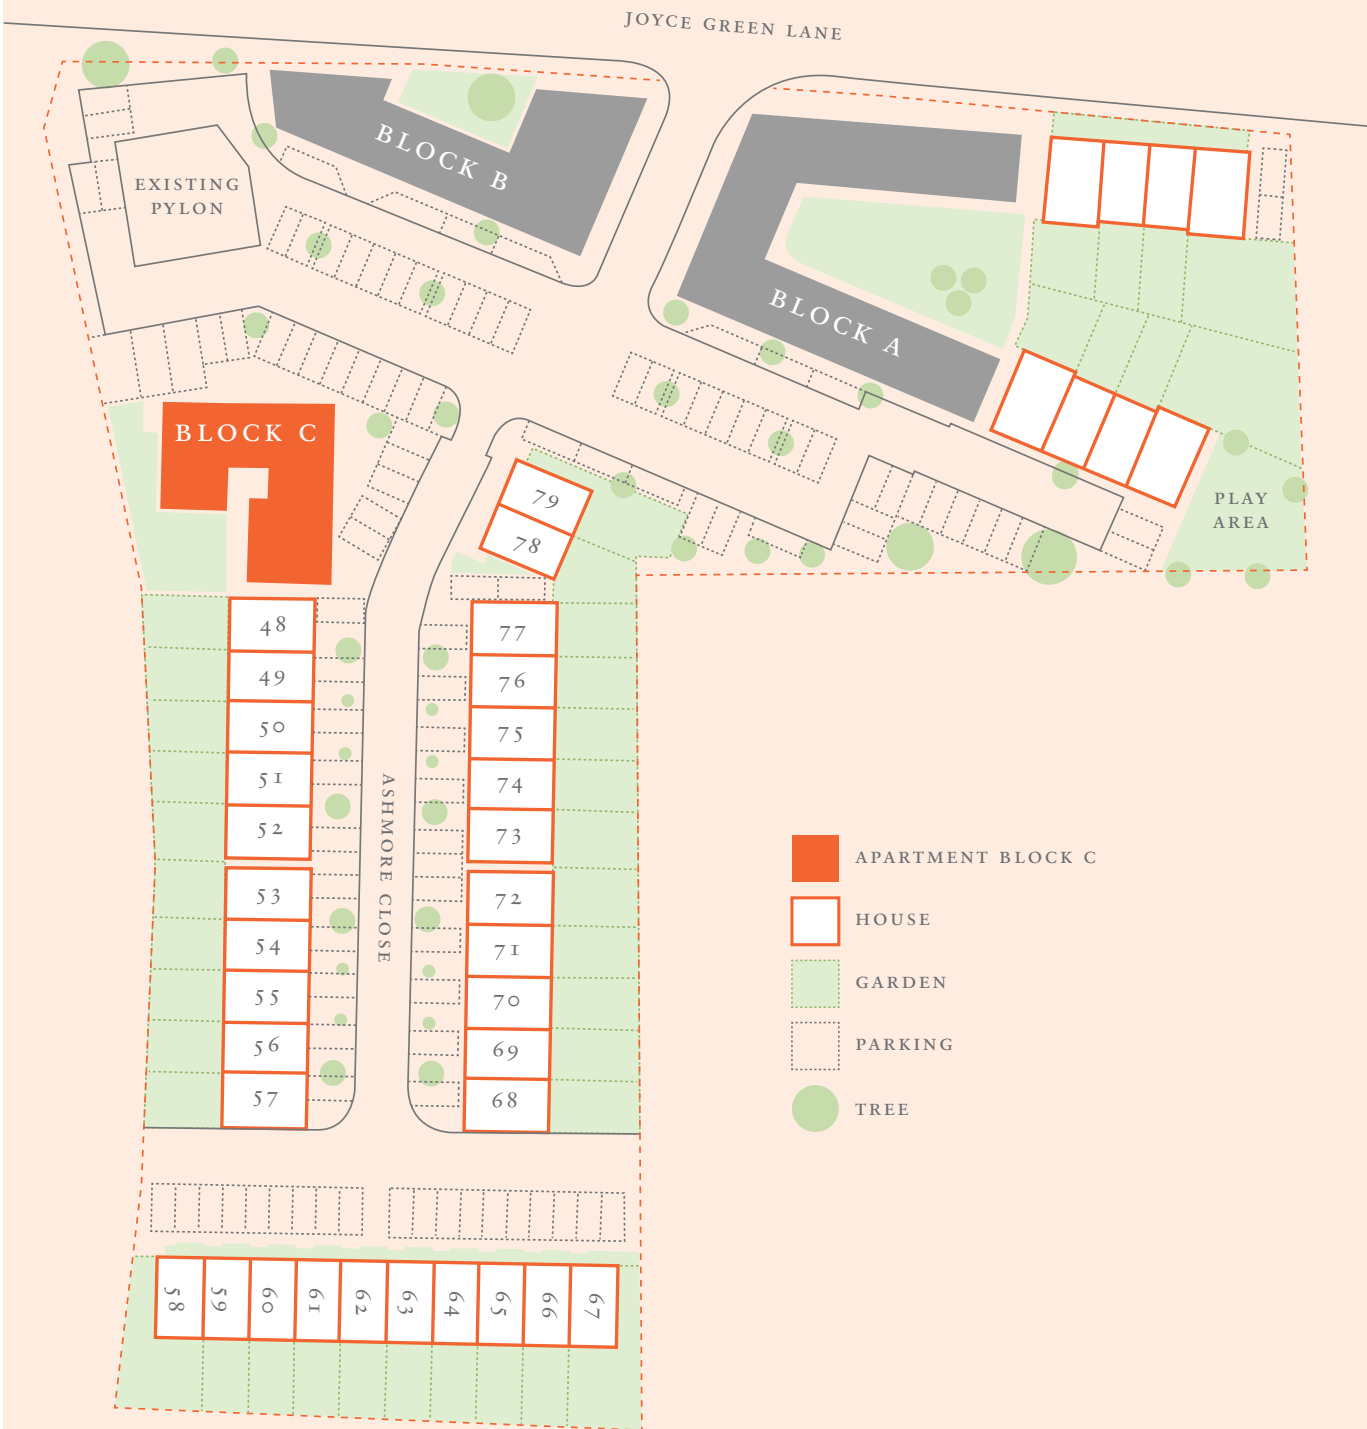 JOYCE GREEN LANE
BLOCK B
EXISTING
PYLON
BLOCK A
BLOCK C
PLAY
AREA
79
78
48
49
50
51
52
53
54
55
56
57
ASHMORE CLOSE
77
76
75
74
73
72
71
70
69
68
58
59
60
61
62
63
64
65
66
67
APARTMENT BLOCK C
HOUSE
GARDEN
PARKING
TREE